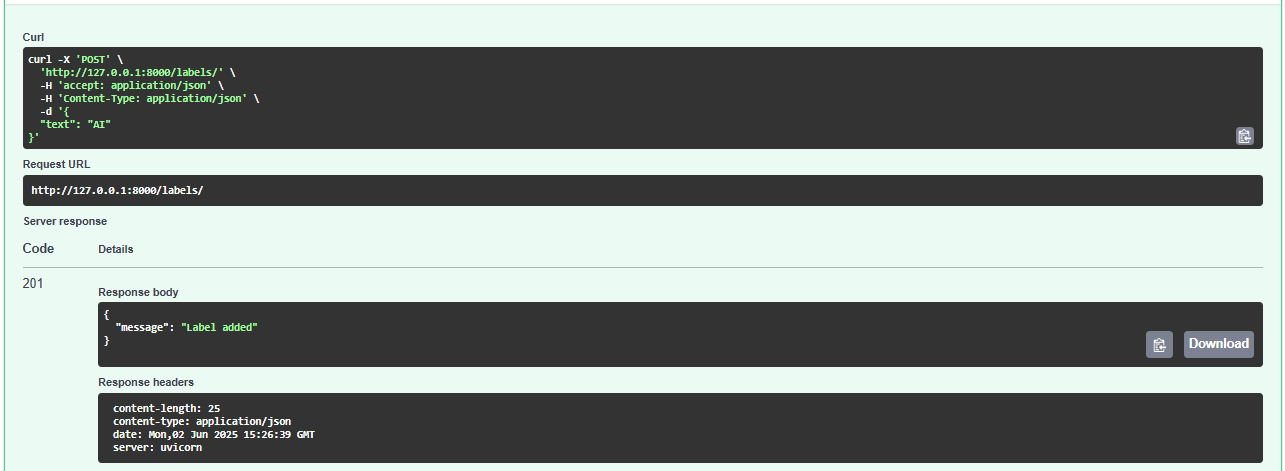 Curl
curl -X 'POST' \
  'http://127.0.0.1:8000/labels/' \
  -H 'accept: application/json' \
  -H 'Content-Type: application/json' \
  -d '{
  "text": "AI"
}'
Request URL
http://127.0.0.1:8000/labels/
Server response
Code Details
201
Response body
{
  "message": "Label added"
}
Download
Response headers
content-length: 25
content-type: application/json
date: Mon,02 Jun 2025 15:26:39 GMT
server: uvicorn